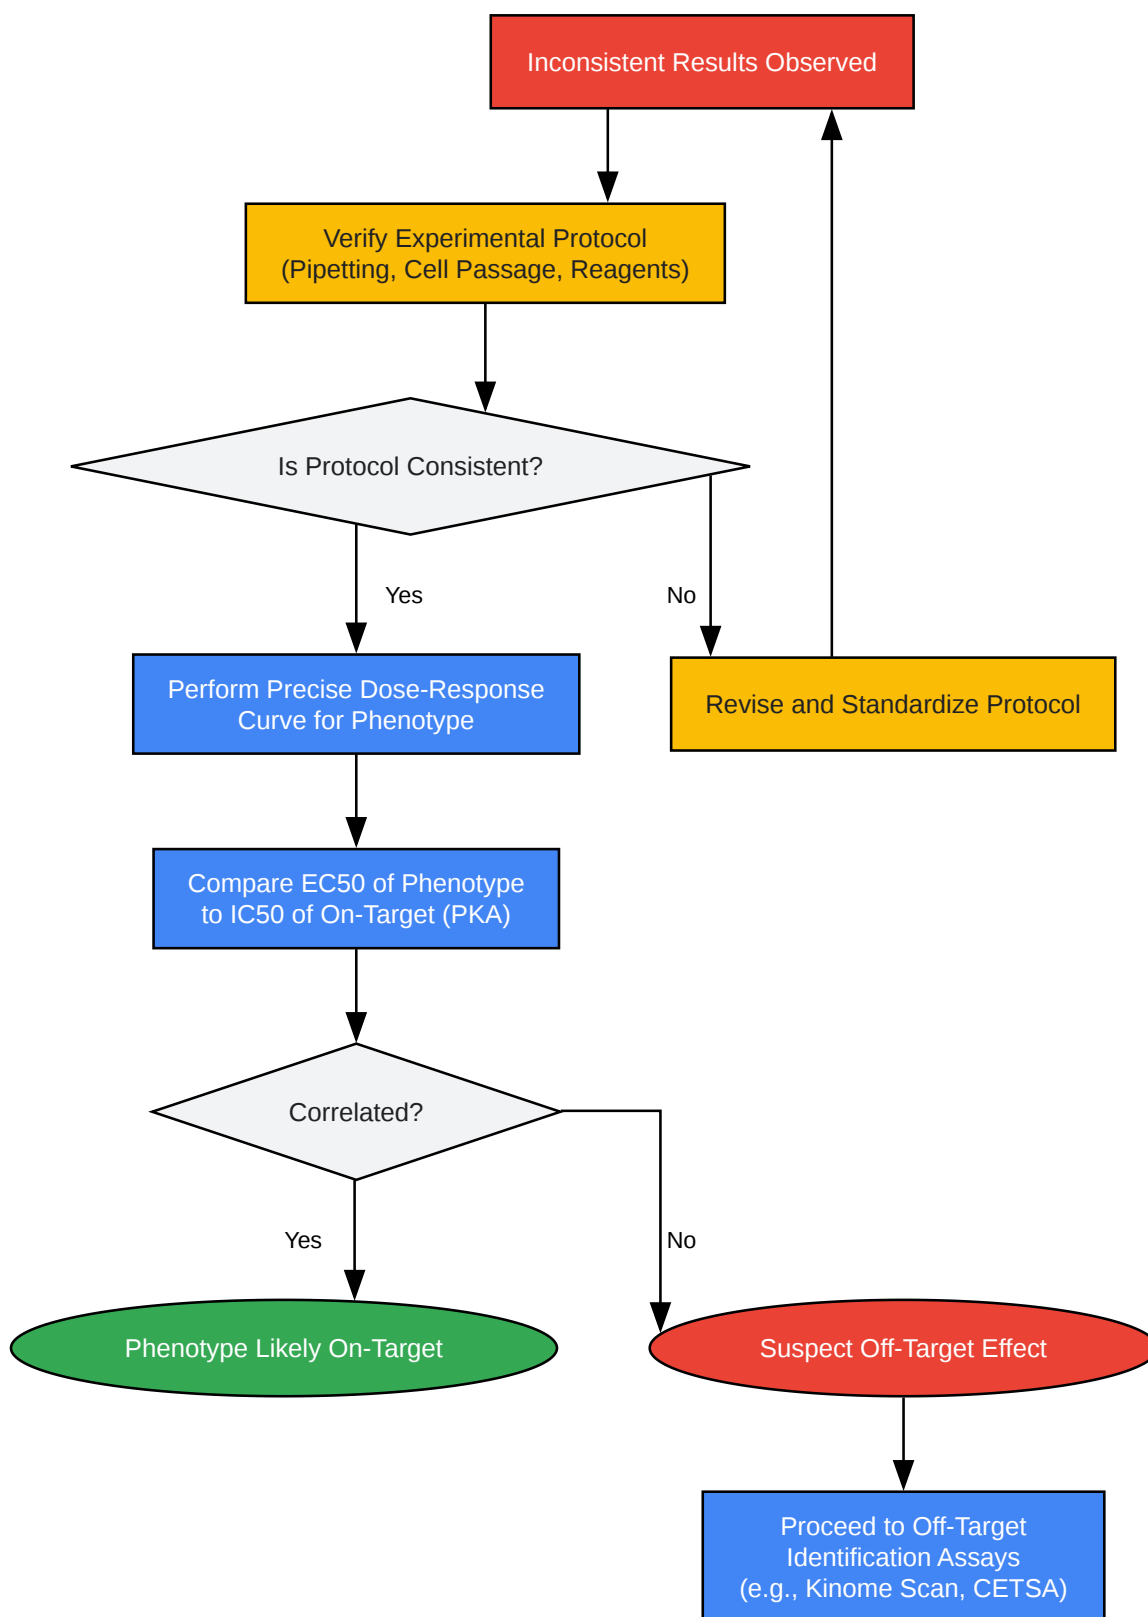 Inconsistent Results Observed
Verify Experimental Protocol
(Pipetting, Cell Passage, Reagents)
Is Protocol Consistent?
Yes
No
Perform Precise Dose-Response
Curve for Phenotype
Revise and Standardize Protocol
Compare EC50 of Phenotype
to IC50 of On-Target (PKA)
Correlated?
Yes
No
Phenotype Likely On-Target
Suspect Off-Target Effect
Proceed to Off-Target
Identification Assays
(e.g., Kinome Scan, CETSA)